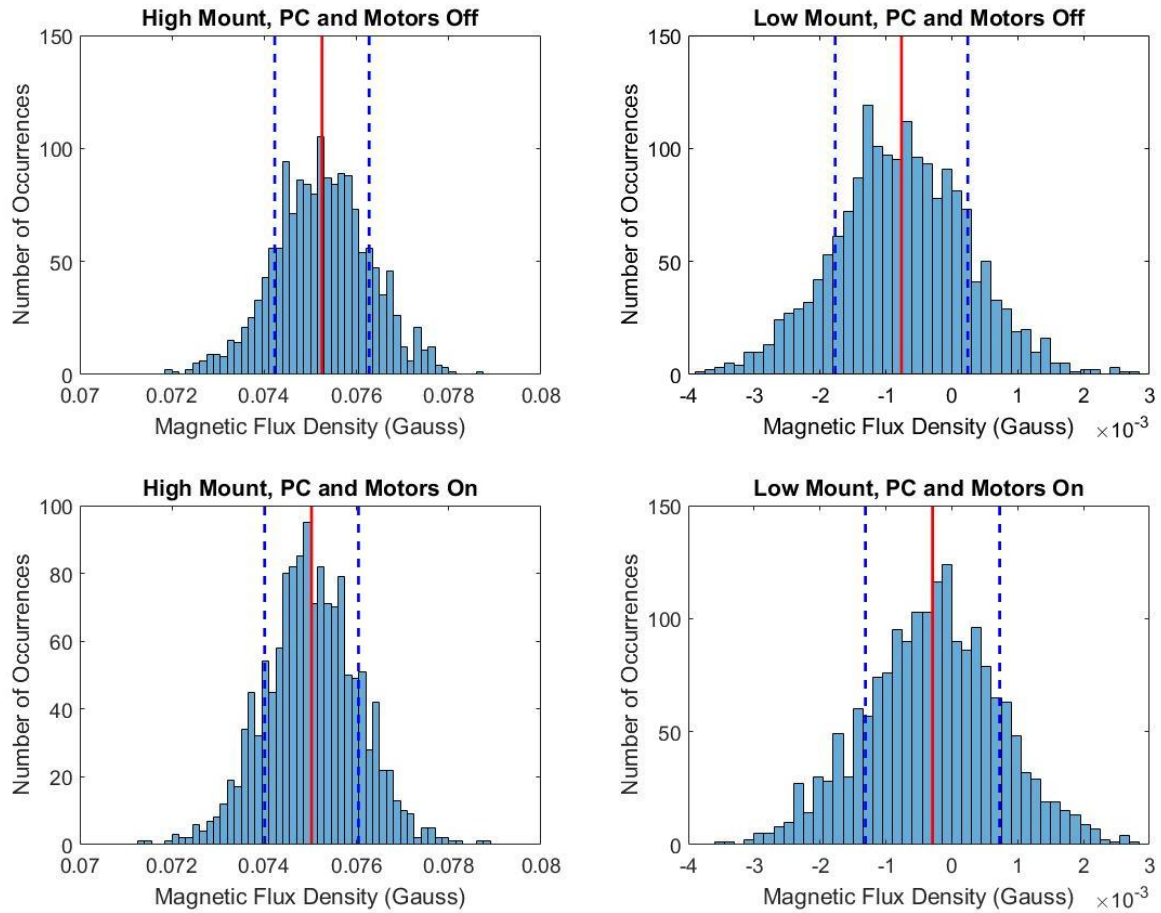 High Mount, PC and Motors Off
150
100
50
0
Number of Occurrences
0.07 0.072 0.074 0.076 0.078 0.08
Magnetic Flux Density (Gauss)
Low Mount, PC and Motors Off
150
100
50
0
Number of Occurrences
-4 -3 -2 -1 0 1 2 3
Magnetic Flux Density (Gauss) ×10⁻³
High Mount, PC and Motors On
100
80
60
40
20
0
Number of Occurrences
0.07 0.072 0.074 0.076 0.078 0.08
Magnetic Flux Density (Gauss)
Low Mount, PC and Motors On
150
100
50
0
Number of Occurrences
-4 -3 -2 -1 0 1 2 3
Magnetic Flux Density (Gauss) ×10⁻³